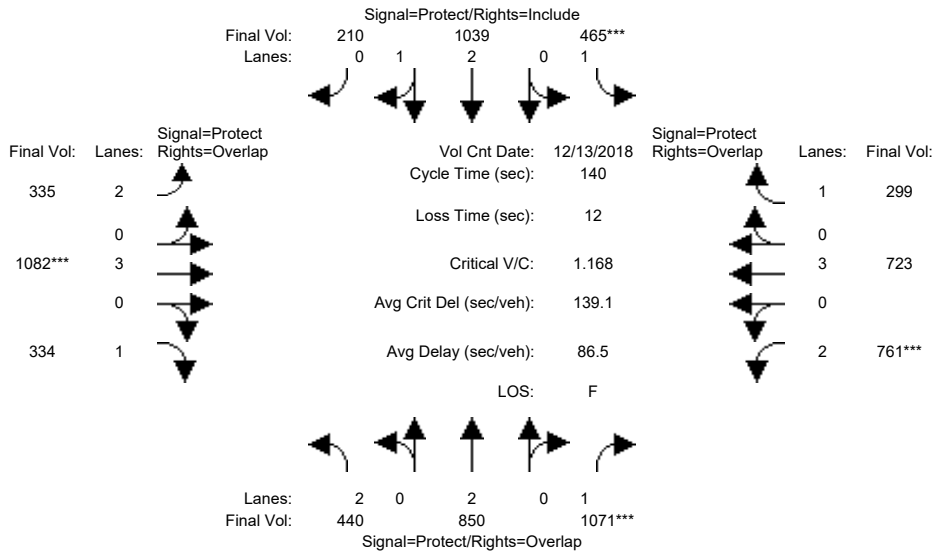 Signal=Protect/Rights=Include
Final Vol: 210 1039 465***
Lanes: 0 1 2 0 1
Signal=Protect Signal=Protect
Final Vol: Lanes: Rights=Overlap Vol Cnt Date: 12/13/2018 Rights=Overlap Lanes: Final Vol:
Cycle Time (sec): 140
335 2 1 299
Loss Time (sec): 12
0 0
1082*** 3 Critical V/C: 1.168 3 723
0 Avg Crit Del (sec/veh): 139.1 0
334 1 Avg Delay (sec/veh): 86.5 2 761***
LOS: F
Lanes: 2 0 2 0 1
Final Vol: 440 850 1071***
Signal=Protect/Rights=Overlap